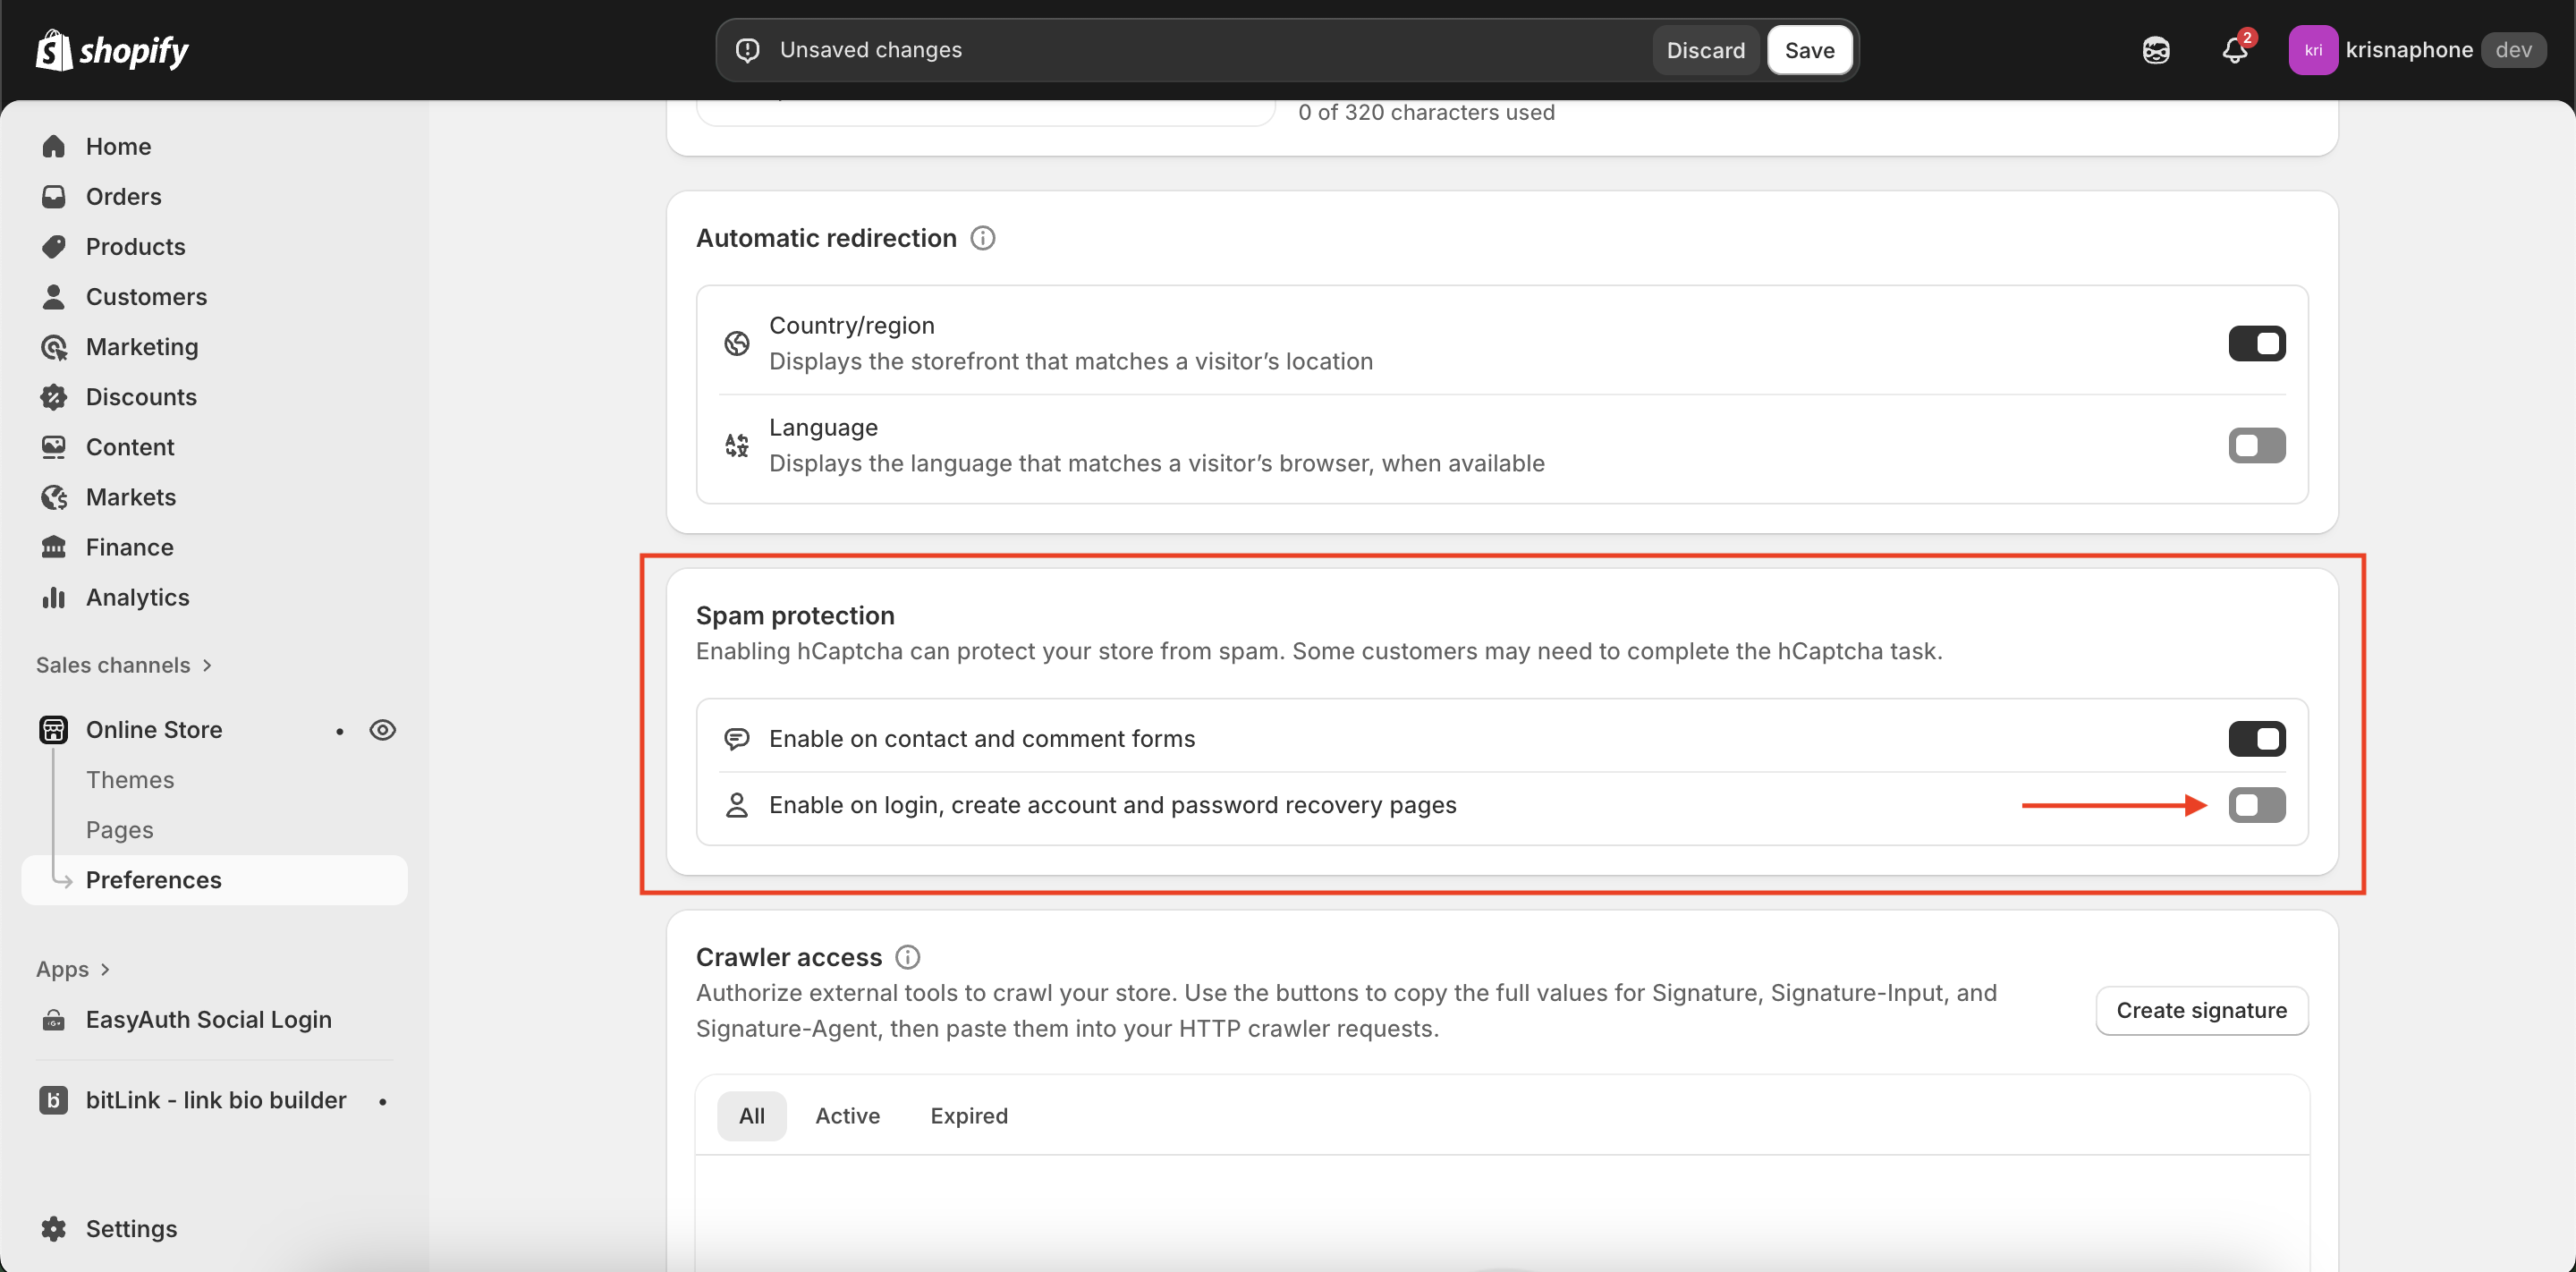 shopify
Unsaved changes
Discard
Save
2
kri
krisnaphone
dev
Home
Orders
Products
Customers
Marketing
Discounts
Content
Markets
Finance
Analytics
Sales channels
Online Store
Themes
Pages
Preferences
Apps
EasyAuth Social Login
bitLink - link bio builder
Settings
0 of 320 characters used
Automatic redirection
Country/region
Displays the storefront that matches a visitor’s location
Language
Displays the language that matches a visitor’s browser, when available
Spam protection
Enabling hCaptcha can protect your store from spam. Some customers may need to complete the hCaptcha task.
Enable on contact and comment forms
Enable on login, create account and password recovery pages
Crawler access
Authorize external tools to crawl your store. Use the buttons to copy the full values for Signature, Signature-Input, and
Signature-Agent, then paste them into your HTTP crawler requests.
Create signature
All
Active
Expired